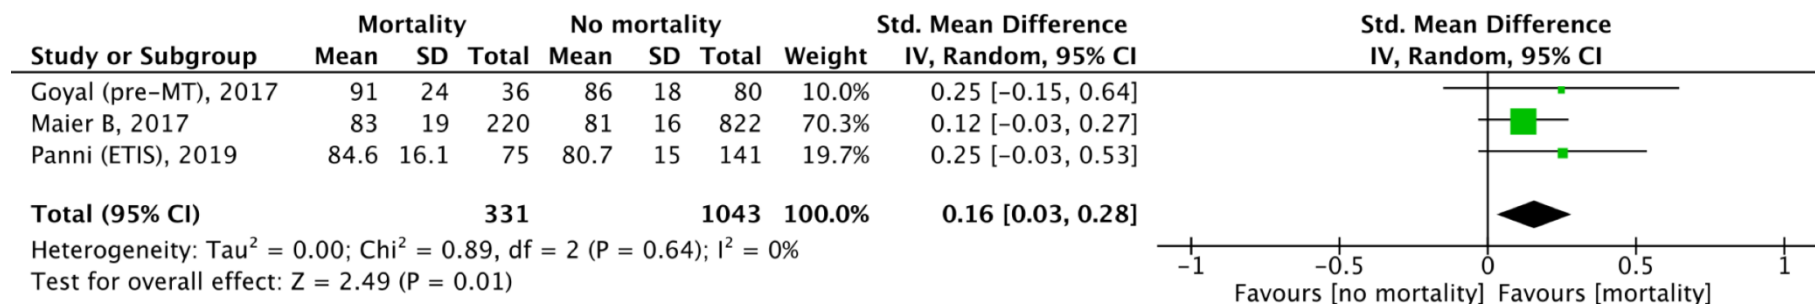 Mortality No mortality Std. Mean Difference Std. Mean Difference
Study or Subgroup Mean SD Total Mean SD Total Weight IV, Random, 95% CI IV, Random, 95% CI
Goyal (pre-MT), 2017 91 24 36 86 18 80 10.0% 0.25 [-0.15, 0.64]
Maier B, 2017 83 19 220 81 16 822 70.3% 0.12 [-0.03, 0.27]
Panni (ETIS), 2019 84.6 16.1 75 80.7 15 141 19.7% 0.25 [-0.03, 0.53]
Total (95% CI) 331 1043 100.0% 0.16 [0.03, 0.28]
Heterogeneity: Tau² = 0.00; Chi² = 0.89, df = 2 (P = 0.64); I² = 0%
Test for overall effect: Z = 2.49 (P = 0.01)
-1 -0.5 0 0.5 1
Favours [no mortality] Favours [mortality]